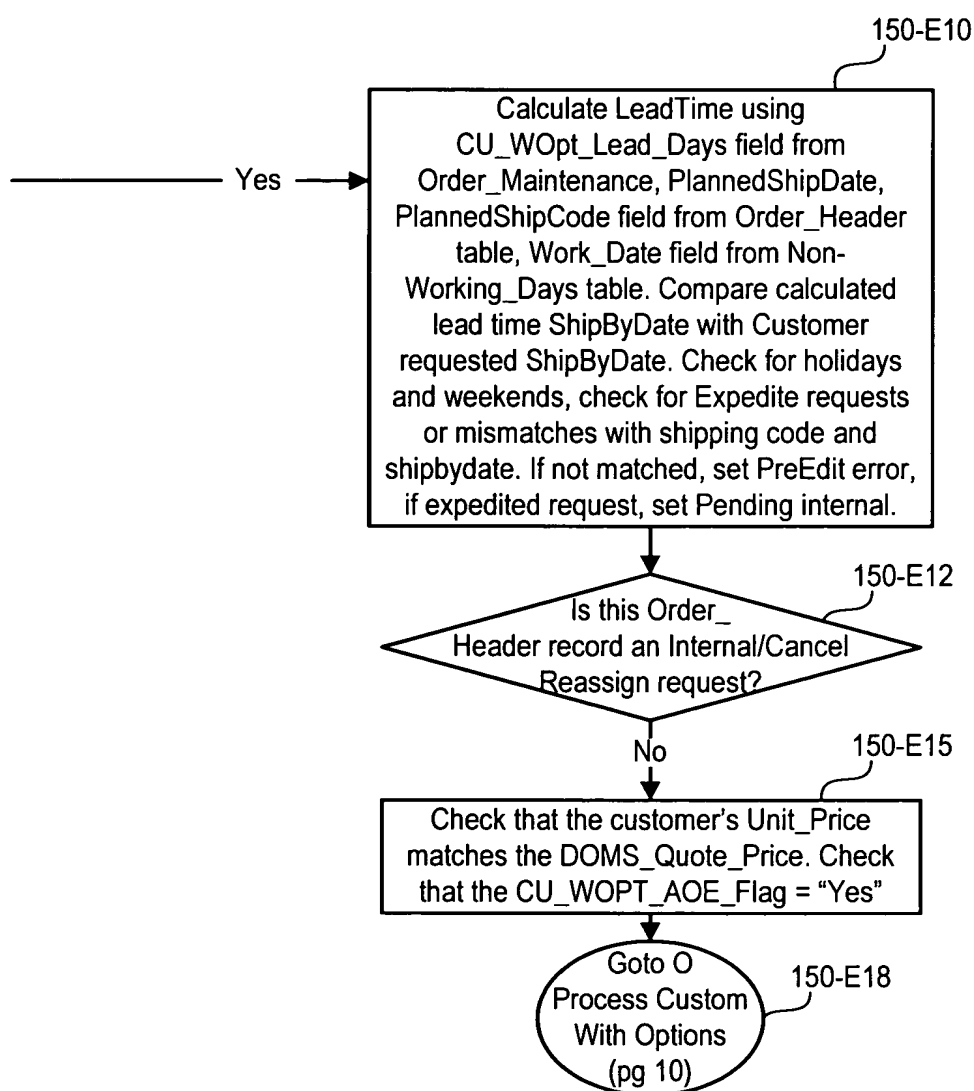 150-E10
Calculate LeadTime using
CU_WOpt_Lead_Days field from
Order_Maintenance, PlannedShipDate,
PlannedShipCode field from Order_Header
table, Work_Date field from Non-
Working_Days table. Compare calculated
lead time ShipByDate with Customer
requested ShipByDate. Check for holidays
and weekends, check for Expedite requests
or mismatches with shipping code and
shipbydate. If not matched, set PreEdit error,
if expedited request, set Pending internal.
Yes
150-E12
Is this Order_
Header record an Internal/Cancel
Reassign request?
No
150-E15
Check that the customer's Unit_Price
matches the DOMS_Quote_Price. Check
that the CU_WOPT_AOE_Flag = “Yes”
Goto O
Process Custom
With Options
(pg 10)
150-E18